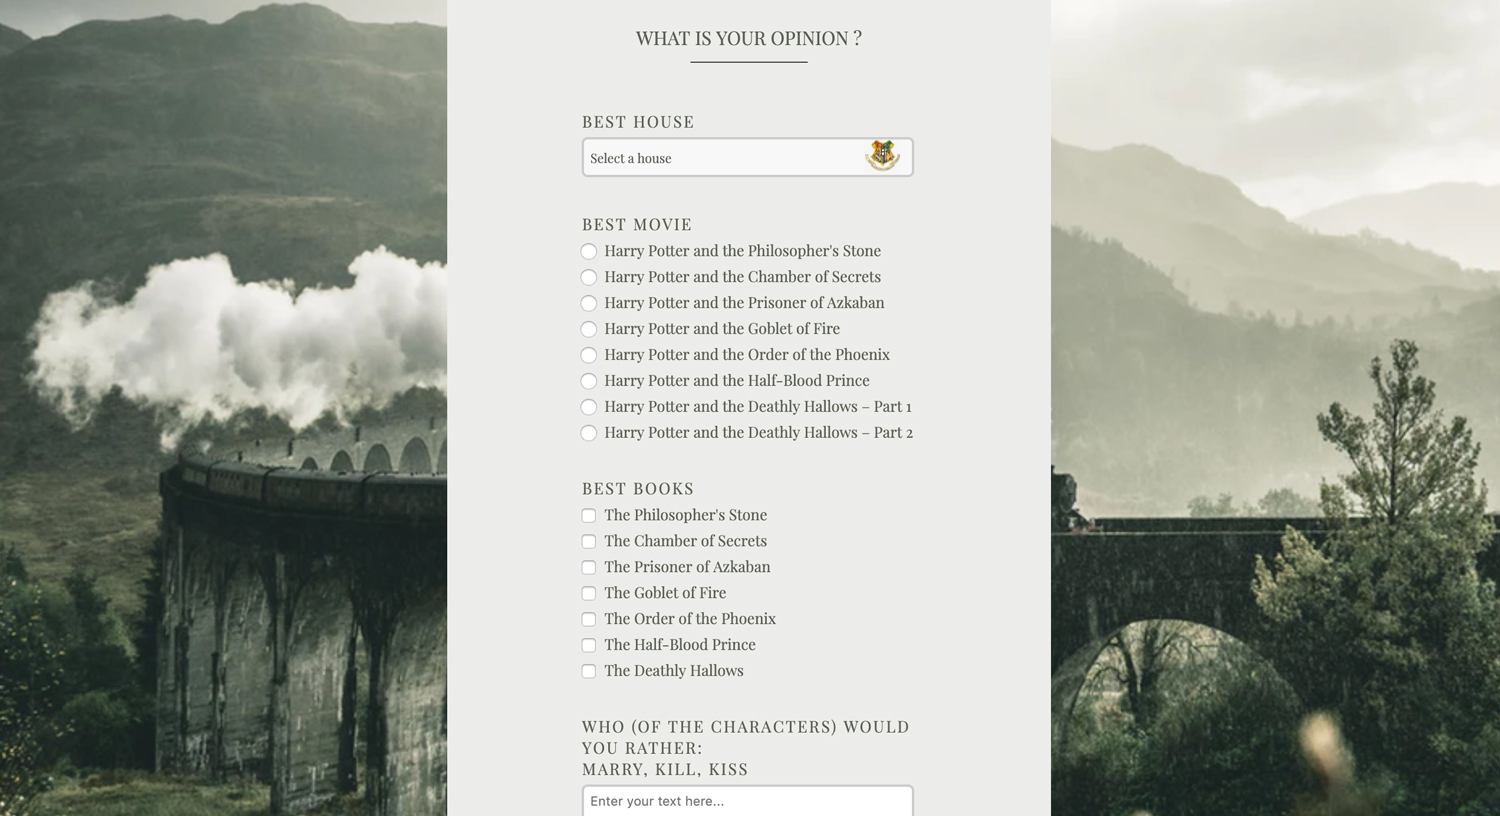 WHAT IS YOUR OPINION ?
BEST HOUSE
Select a house
BEST MOVIE
Harry Potter and the Philosopher's Stone
Harry Potter and the Chamber of Secrets
Harry Potter and the Prisoner of Azkaban
Harry Potter and the Goblet of Fire
Harry Potter and the Order of the Phoenix
Harry Potter and the Half-Blood Prince
Harry Potter and the Deathly Hallows – Part 1
Harry Potter and the Deathly Hallows – Part 2
BEST BOOKS
The Philosopher's Stone
The Chamber of Secrets
The Prisoner of Azkaban
The Goblet of Fire
The Order of the Phoenix
The Half-Blood Prince
The Deathly Hallows
WHO (OF THE CHARACTERS) WOULD
YOU RATHER:
MARRY, KILL, KISS
Enter your text here...